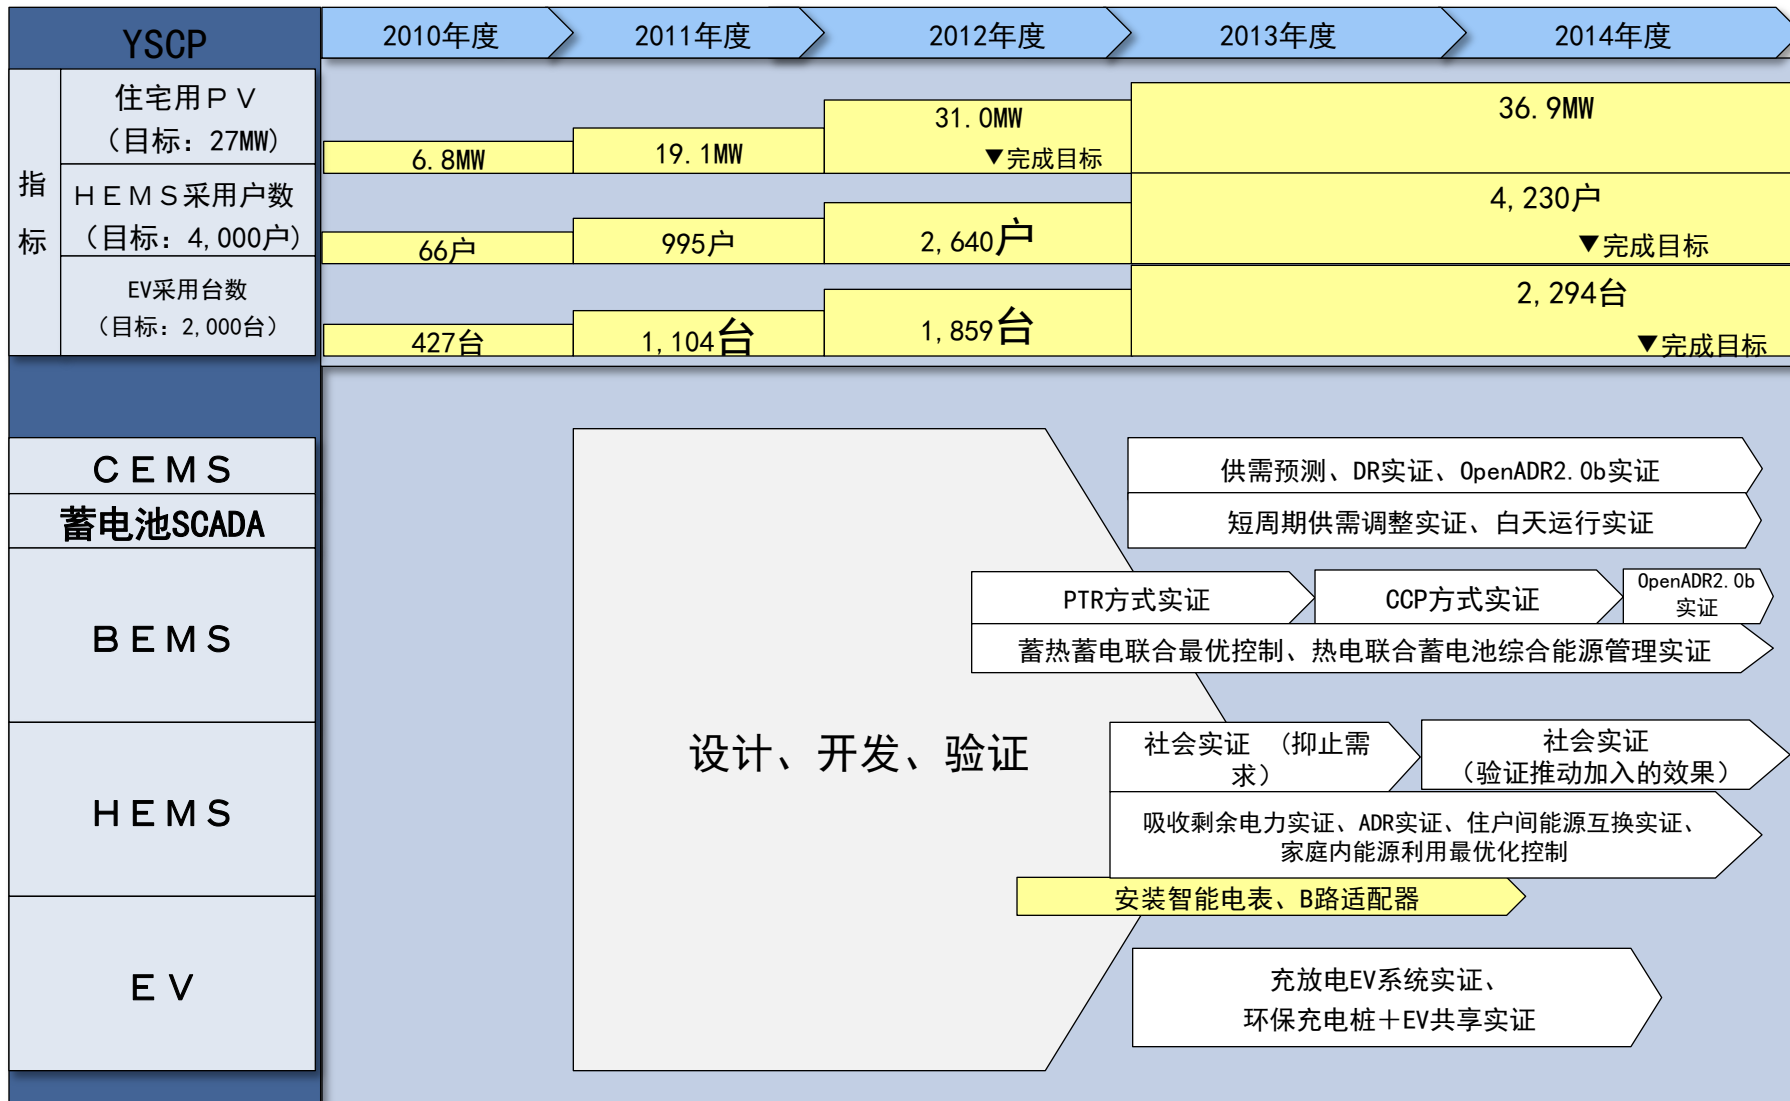 YSCP
2010年度
2011年度
2012年度
2013年度
2014年度
指
标
住宅用ＰＶ
（目标：27MW）
6.8MW
19.1MW
31.0MW
▼完成目标
36.9MW
ＨＥＭＳ采用户数
（目标：4,000户）
66户
995户
2,640户
4,230户
▼完成目标
EV采用台数
（目标：2,000台）
427台
1,104台
1,859台
2,294台
▼完成目标
设计、开发、验证
ＣＥＭＳ
供需预测、DR实证、OpenADR2.0b实证
蓄电池SCADA
短周期供需调整实证、白天运行实证
ＢＥＭＳ
PTR方式实证
CCP方式实证
OpenADR2.0b
实证
蓄热蓄电联合最优控制、热电联合蓄电池综合能源管理实证
ＨＥＭＳ
社会实证　（抑止需
求）
社会实证
（验证推动加入的效果）
吸收剩余电力实证、ADR实证、住户间能源互换实证、
家庭内能源利用最优化控制
安装智能电表、B路适配器
ＥＶ
充放电EV系统实证、
环保充电桩＋EV共享实证